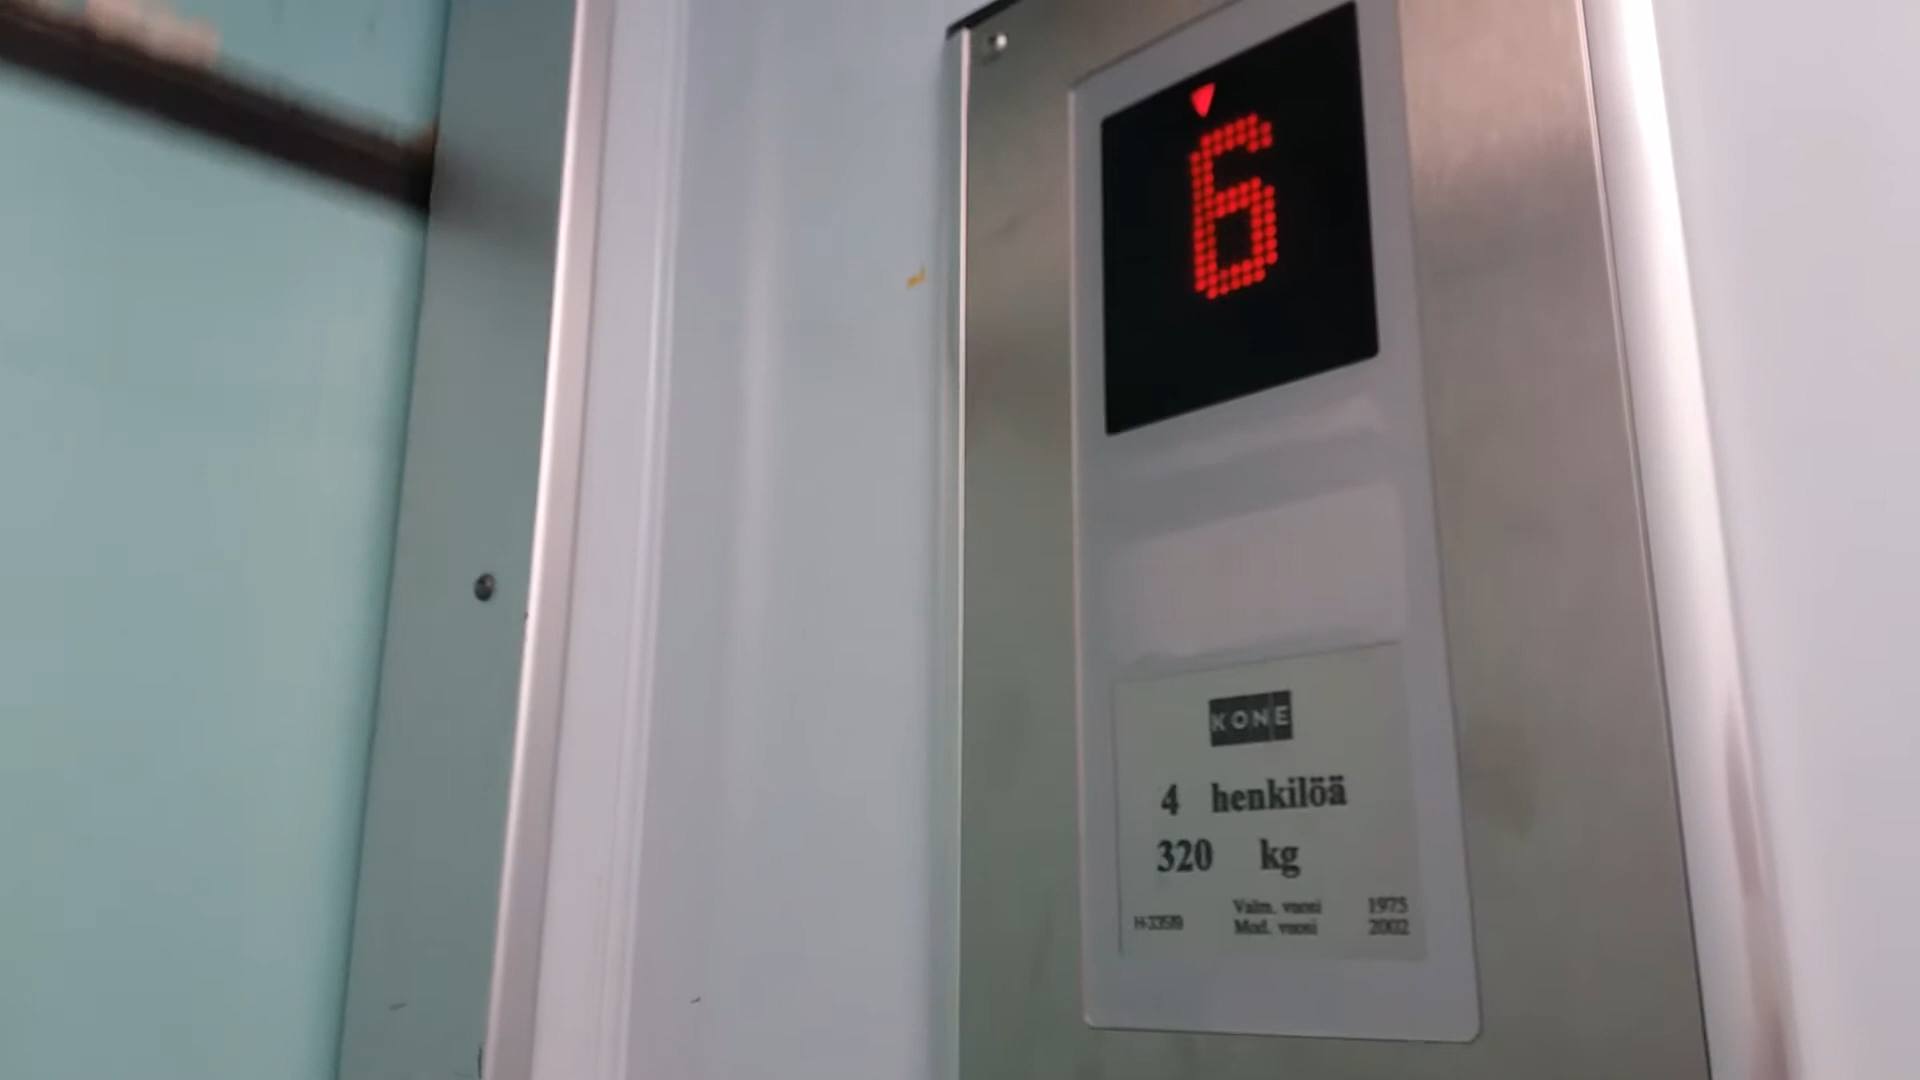 6
KONE
4 henkilöä
320 kg
Valm. vuosi 1975
Mod. vuosi 2002